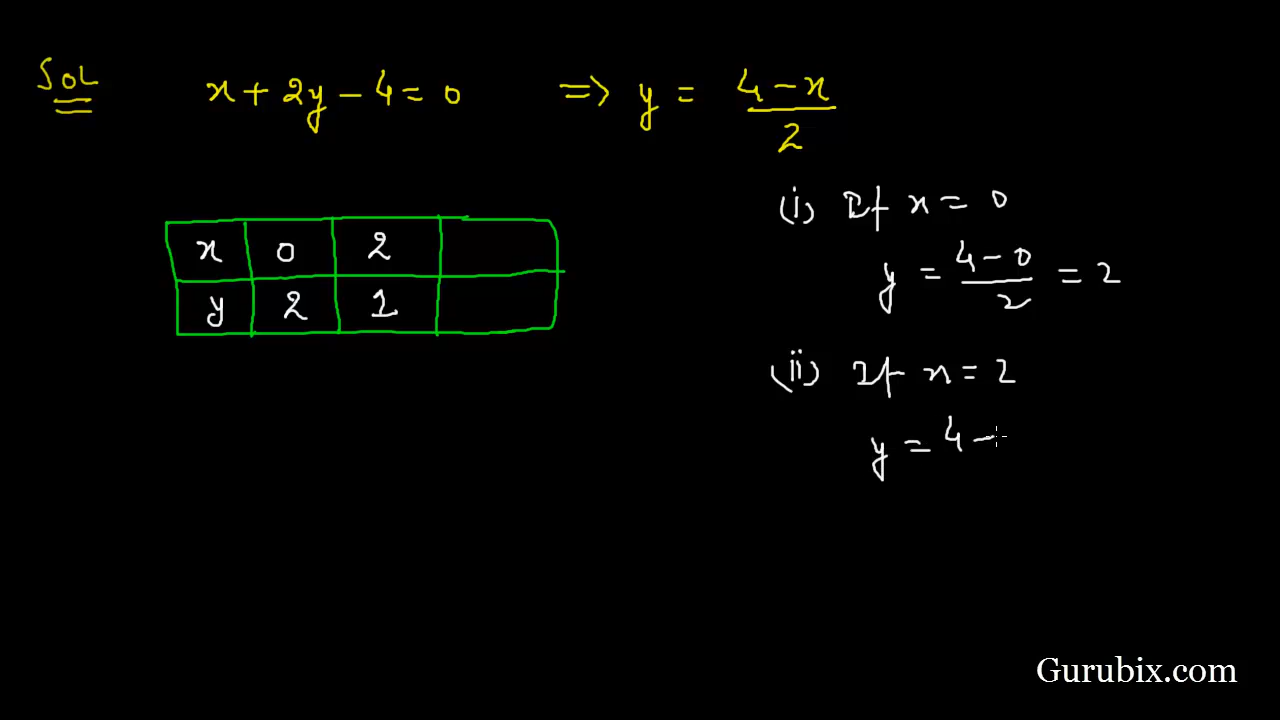 SOL x + 2y - 4 = 0 => y = (4 - x)/2
x 0 2
y 2 1
(i) If x = 0
y = (4 - 0)/2 = 2
(ii) If x = 2
y = 4 -
Gurubix.com